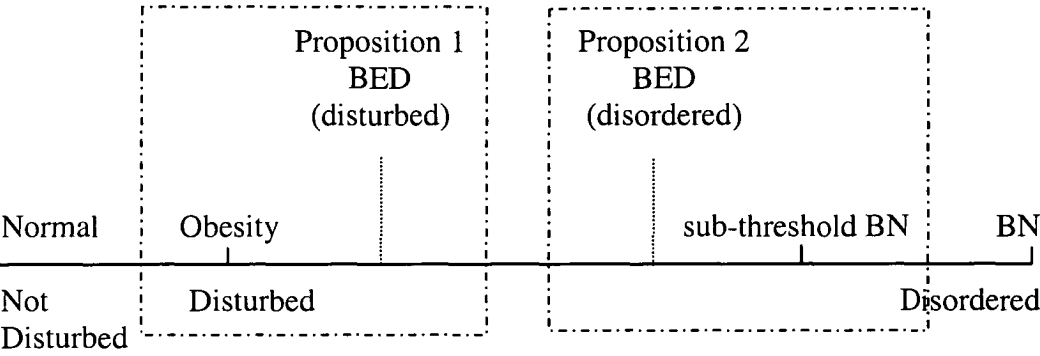 Proposition 1
BED
(disturbed)
Proposition 2
BED
(disordered)
Normal
Obesity
sub-threshold BN
BN
Not
Disturbed
Disturbed
Disordered